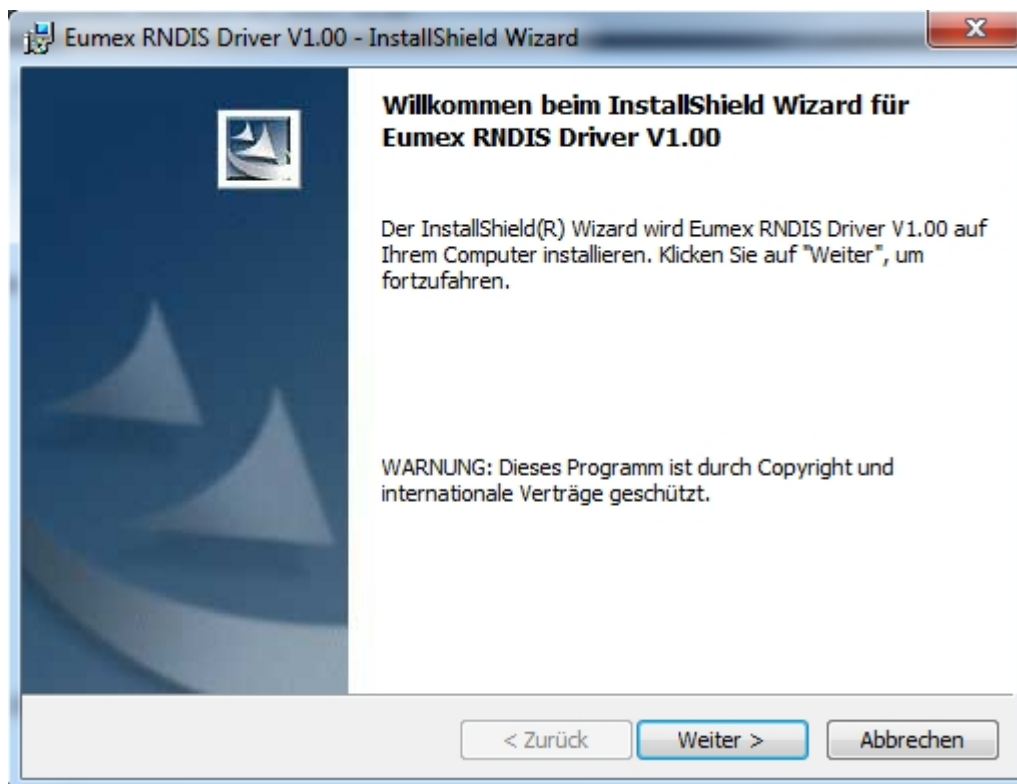 Eumex RNDIS Driver V1.00 - InstallShield Wizard
Willkommen beim InstallShield Wizard für
Eumex RNDIS Driver V1.00
Der InstallShield(R) Wizard wird Eumex RNDIS Driver V1.00 auf
Ihrem Computer installieren. Klicken Sie auf "Weiter", um
fortzufahren.
WARNUNG: Dieses Programm ist durch Copyright und
internationale Verträge geschützt.
< Zurück Weiter > Abbrechen